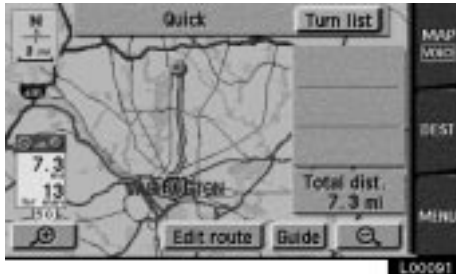 N
Quick
Turn list
MAP
VOICE
DEST
7.3
13
WASHINGTON
Total dist.
7.3 mi
MENU
Edit route
Guide
L00091